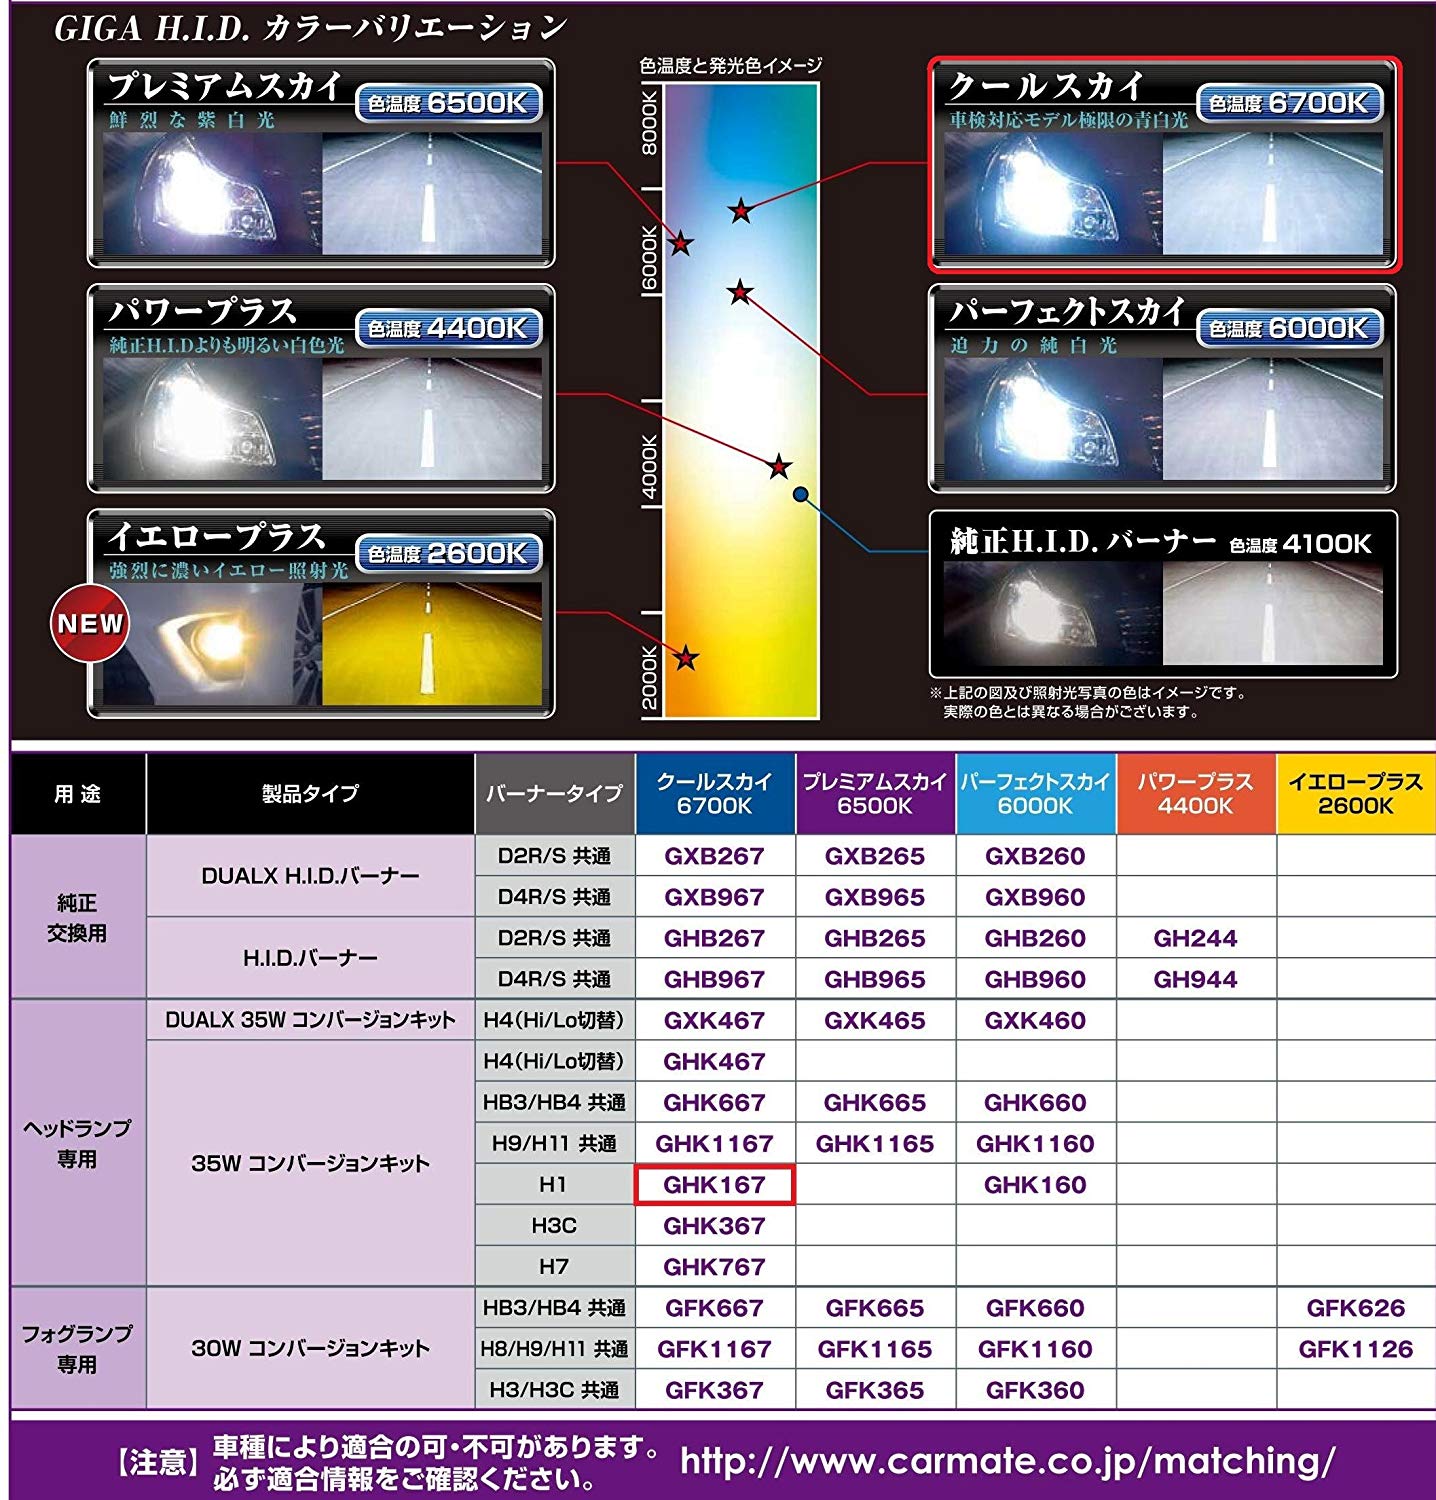 GIGA H.I.D. カラーバリエーション
プレミアムスカイ
色温度 6500K
鮮烈な紫白光
パワープラス
色温度 4400K
純正H.I.Dよりも明るい白色光
イエロープラス
色温度 2600K
強烈に濃いイエロー照射光
NEW
色温度と発光色イメージ
8000K
6000K
4000K
2000K
クールスカイ
色温度 6700K
車検対応モデル極限の青白光
パーフェクトスカイ
色温度 6000K
迫力の純白光
純正H.I.D. バーナー 色温度 4100K
※上記の図及び照射光写真の色はイメージです。
実際の色とは異なる場合がございます。
用途 製品タイプ バーナータイプ クールスカイ 6700K プレミアムスカイ 6500K パーフェクトスカイ 6000K パワープラス 4400K イエロープラス 2600K
純正交換用 DUALX H.I.D.バーナー D2R/S 共通 GXB267 GXB265 GXB260
D4R/S 共通 GXB967 GXB965 GXB960
H.I.D.バーナー D2R/S 共通 GHB267 GHB265 GHB260 GH244
D4R/S 共通 GHB967 GHB965 GHB960 GH944
ヘッドランプ専用 DUALX 35W コンバージョンキット H4(Hi/Lo切替) GXK467 GXK465 GXK460
35W コンバージョンキット H4(Hi/Lo切替) GHK467
HB3/HB4 共通 GHK667 GHK665 GHK660
H9/H11 共通 GHK1167 GHK1165 GHK1160
H1 GHK167 GHK160
H3C GHK367
H7 GHK767
フォグランプ専用 30W コンバージョンキット HB3/HB4 共通 GFK667 GFK665 GFK660 GFK626
H8/H9/H11 共通 GFK1167 GFK1165 GFK1160 GFK1126
H3/H3C 共通 GFK367 GFK365 GFK360
【注意】車種により適合の可・不可があります。
必ず適合情報をご確認ください。
http://www.carmate.co.jp/matching/